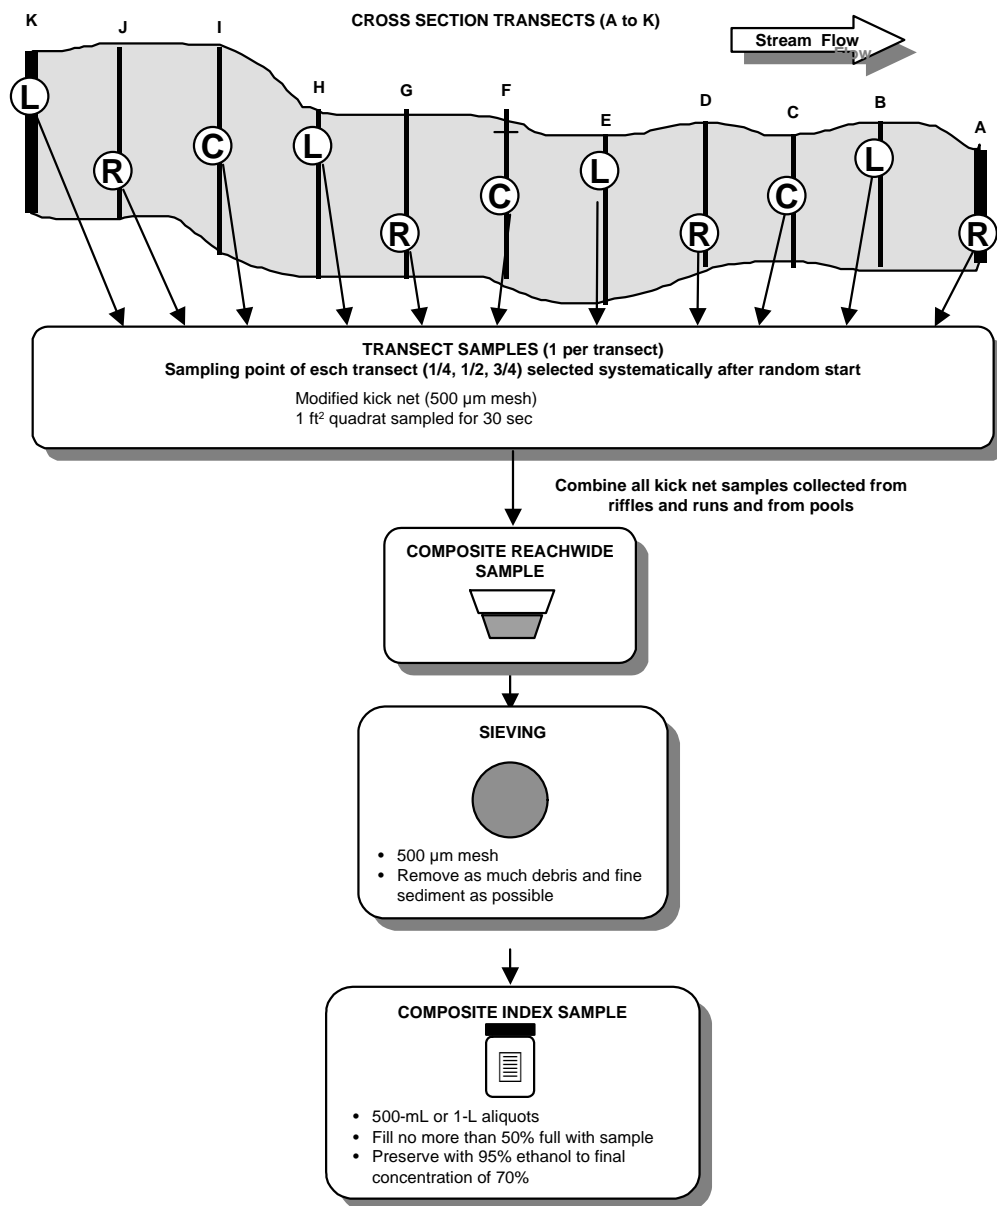 CROSS SECTION TRANSECTS (A to K)
Stream Flow
Flow
K
J
I
H
G
F
E
D
C
B
A
L
R
C
L
R
C
L
R
C
L
R
TRANSECT SAMPLES (1 per transect)
Sampling point of esch transect (1/4, 1/2, 3/4) selected systematically after random start
Modified kick net (500 µm mesh)
1 ft² quadrat sampled for 30 sec
Combine all kick net samples collected from
riffles and runs and from pools
COMPOSITE REACHWIDE
SAMPLE
SIEVING
• 500 µm mesh
• Remove as much debris and fine
sediment as possible
COMPOSITE INDEX SAMPLE
• 500-mL or 1-L aliquots
• Fill no more than 50% full with sample
• Preserve with 95% ethanol to final
concentration of 70%